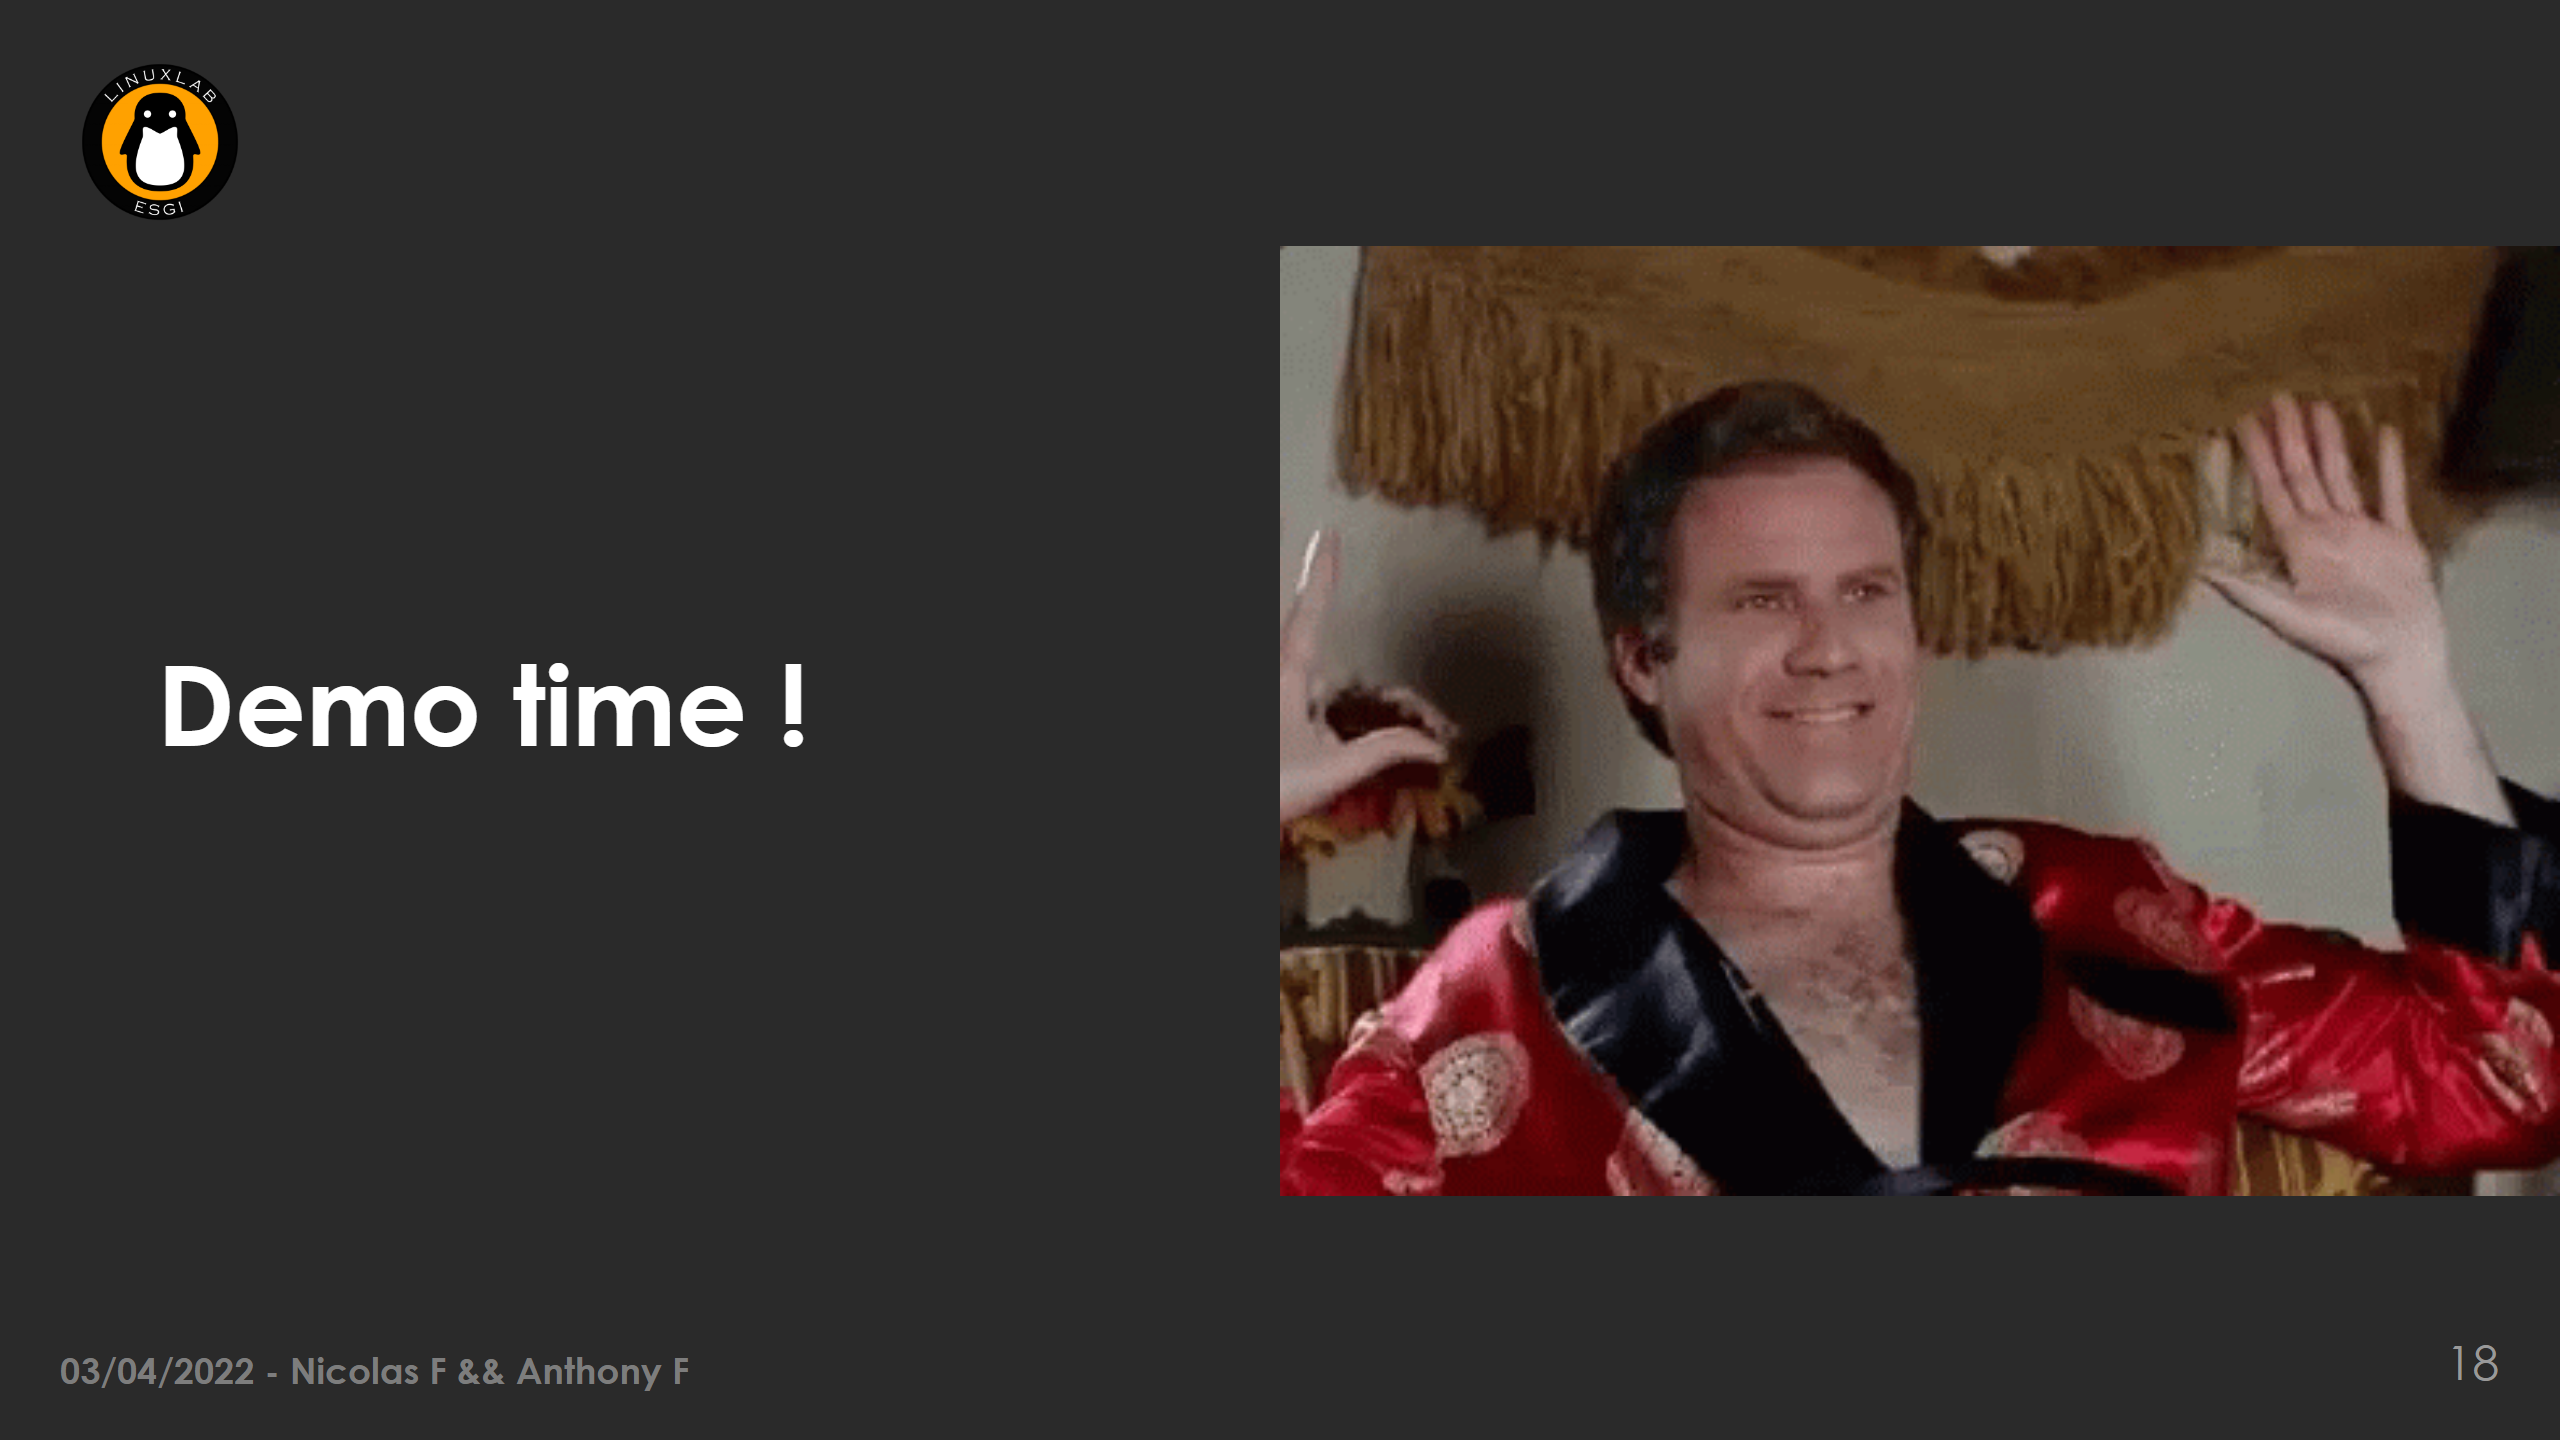 LINUXLAB
ESGI
Demo time !
03/04/2022 - Nicolas F && Anthony F
18